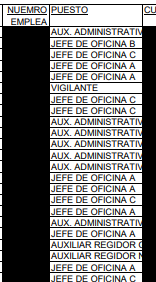 NUEMRO PUESTO CU
EMPLEA
AUX. ADMINISTRATIV
JEFE DE OFICINA B
JEFE DE OFICINA C
JEFE DE OFICINA A
JEFE DE OFICINA A
VIGILANTE
JEFE DE OFICINA C
JEFE DE OFICINA C
AUX. ADMINISTRATIV
AUX. ADMINISTRATIV
AUX. ADMINISTRATIV
AUX. ADMINISTRATIV
AUX. ADMINISTRATIV
JEFE DE OFICINA A
JEFE DE OFICINA A
JEFE DE OFICINA C
JEFE DE OFICINA A
AUX. ADMINISTRATIV
JEFE DE OFICINA A
AUXILIAR REGIDOR C
AUXILIAR REGIDOR N
JEFE DE OFICINA A
JEFE DE OFICINA C